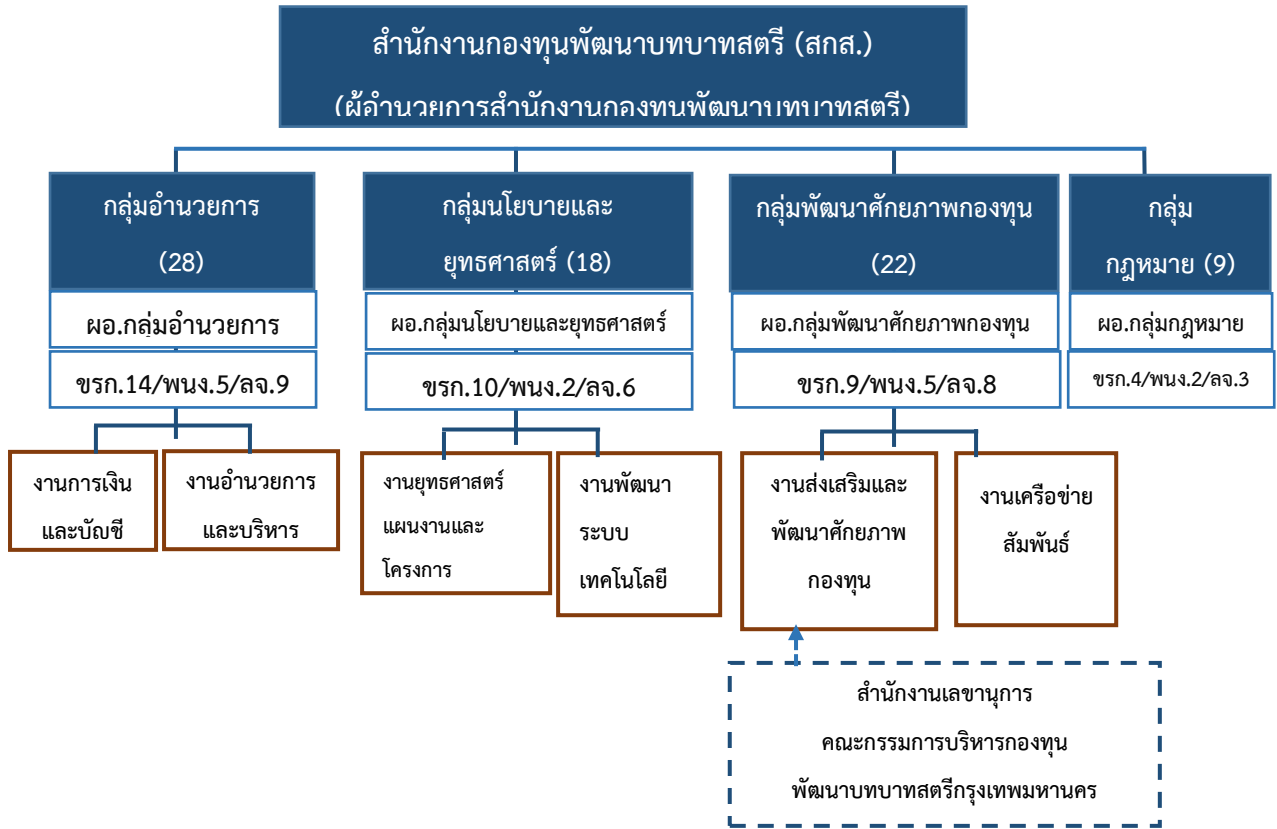 สำนักงานกองทุนพัฒนาบทบาทสตรี (สกส.)
(ผู้อำนวยการสำนักงานกองทุนพัฒนาบทบาทสตรี)
กลุ่มอำนวยการ
(28)
ผอ.กลุ่มอำนวยการ
ขรก.14/พนง.5/ลจ.9
งานการเงิน
และบัญชี
งานอำนวยการ
และบริหาร
กลุ่มนโยบายและ
ยุทธศาสตร์ (18)
ผอ.กลุ่มนโยบายและยุทธศาสตร์
ขรก.10/พนง.2/ลจ.6
งานยุทธศาสตร์
แผนงานและ
โครงการ
งานพัฒนา
ระบบ
เทคโนโลยี
กลุ่มพัฒนาศักยภาพกองทุน
(22)
ผอ.กลุ่มพัฒนาศักยภาพกองทุน
ขรก.9/พนง.5/ลจ.8
งานส่งเสริมและ
พัฒนาศักยภาพ
กองทุน
งานเครือข่าย
สัมพันธ์
กลุ่ม
กฎหมาย (9)
ผอ.กลุ่มกฎหมาย
ขรก.4/พนง.2/ลจ.3
สำนักงานเลขานุการ
คณะกรรมการบริหารกองทุน
พัฒนาบทบาทสตรีกรุงเทพมหานคร